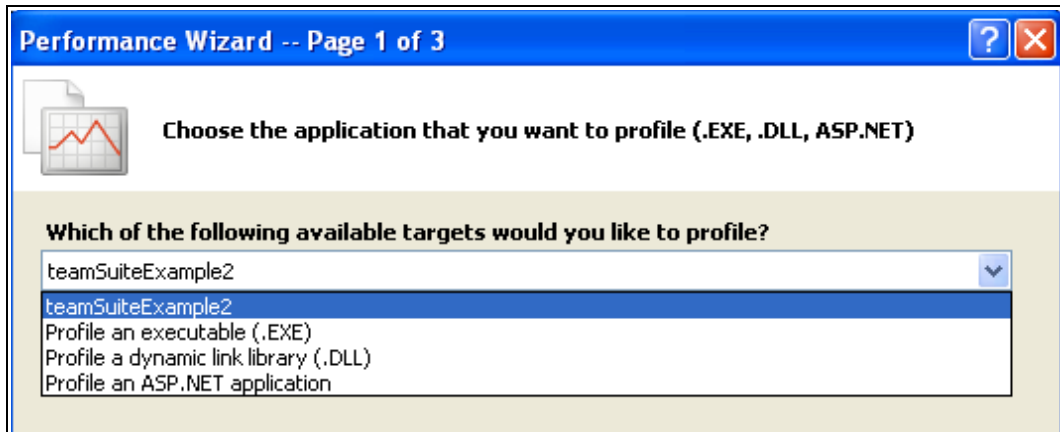 Performance Wizard -- Page 1 of 3
Choose the application that you want to profile (.EXE, .DLL, ASP.NET)
Which of the following available targets would you like to profile?
teamSuiteExample2
teamSuiteExample2
Profile an executable (.EXE)
Profile a dynamic link library (.DLL)
Profile an ASP.NET application